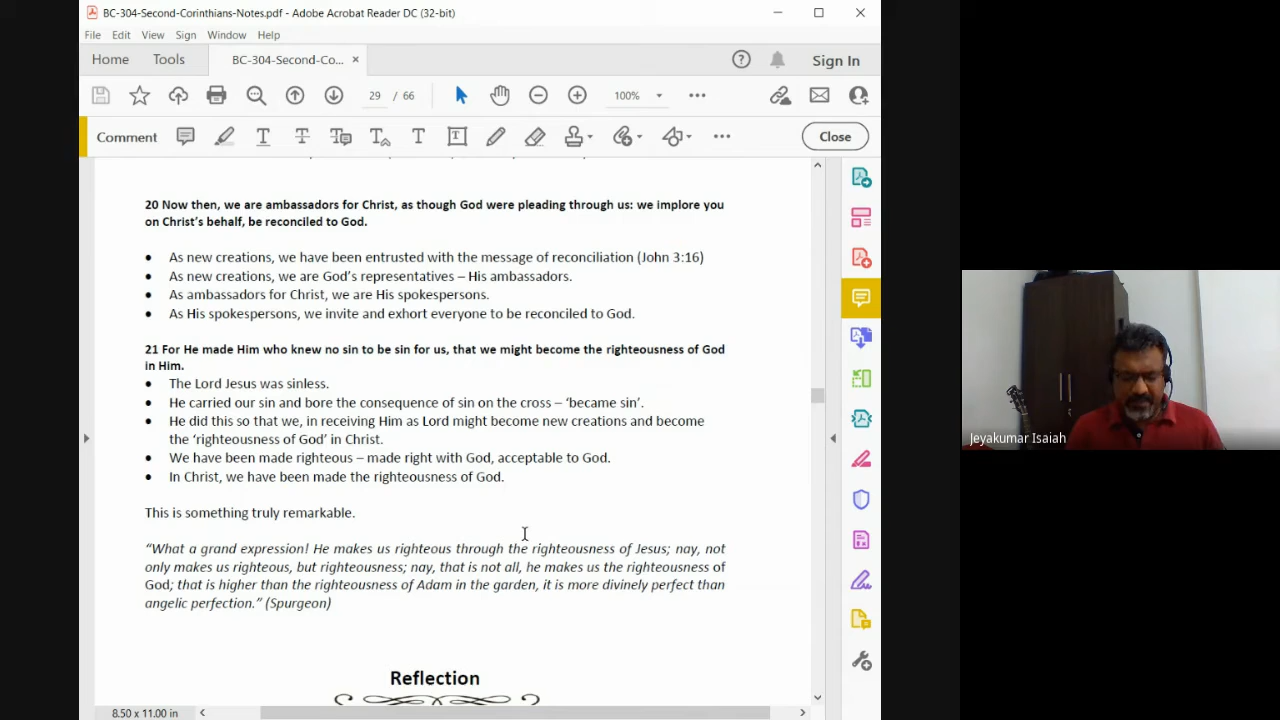 BC-304-Second-Corinthians-Notes.pdf - Adobe Acrobat Reader DC (32-bit)
File Edit View Sign Window Help
Home Tools BC-304-Second-Co... Sign In
29 / 66 100%
Comment Close
20 Now then, we are ambassadors for Christ, as though God were pleading through us: we implore you
on Christ's behalf, be reconciled to God.
• As new creations, we have been entrusted with the message of reconciliation (John 3:16)
• As new creations, we are God's representatives – His ambassadors.
• As ambassadors for Christ, we are His spokespersons.
• As His spokespersons, we invite and exhort everyone to be reconciled to God.
21 For He made Him who knew no sin to be sin for us, that we might become the righteousness of God
in Him.
• The Lord Jesus was sinless.
• He carried our sin and bore the consequence of sin on the cross – 'became sin'.
• He did this so that we, in receiving Him as Lord might become new creations and become
the 'righteousness of God' in Christ.
• We have been made righteous – made right with God, acceptable to God.
• In Christ, we have been made the righteousness of God.
This is something truly remarkable.
"What a grand expression! He makes us righteous through the righteousness of Jesus; nay, not
only makes us righteous, but righteousness; nay, that is not all, he makes us the righteousness of
God; that is higher than the righteousness of Adam in the garden, it is more divinely perfect than
angelic perfection." (Spurgeon)
Reflection
8.50 x 11.00 in
Jeyakumar Isaiah